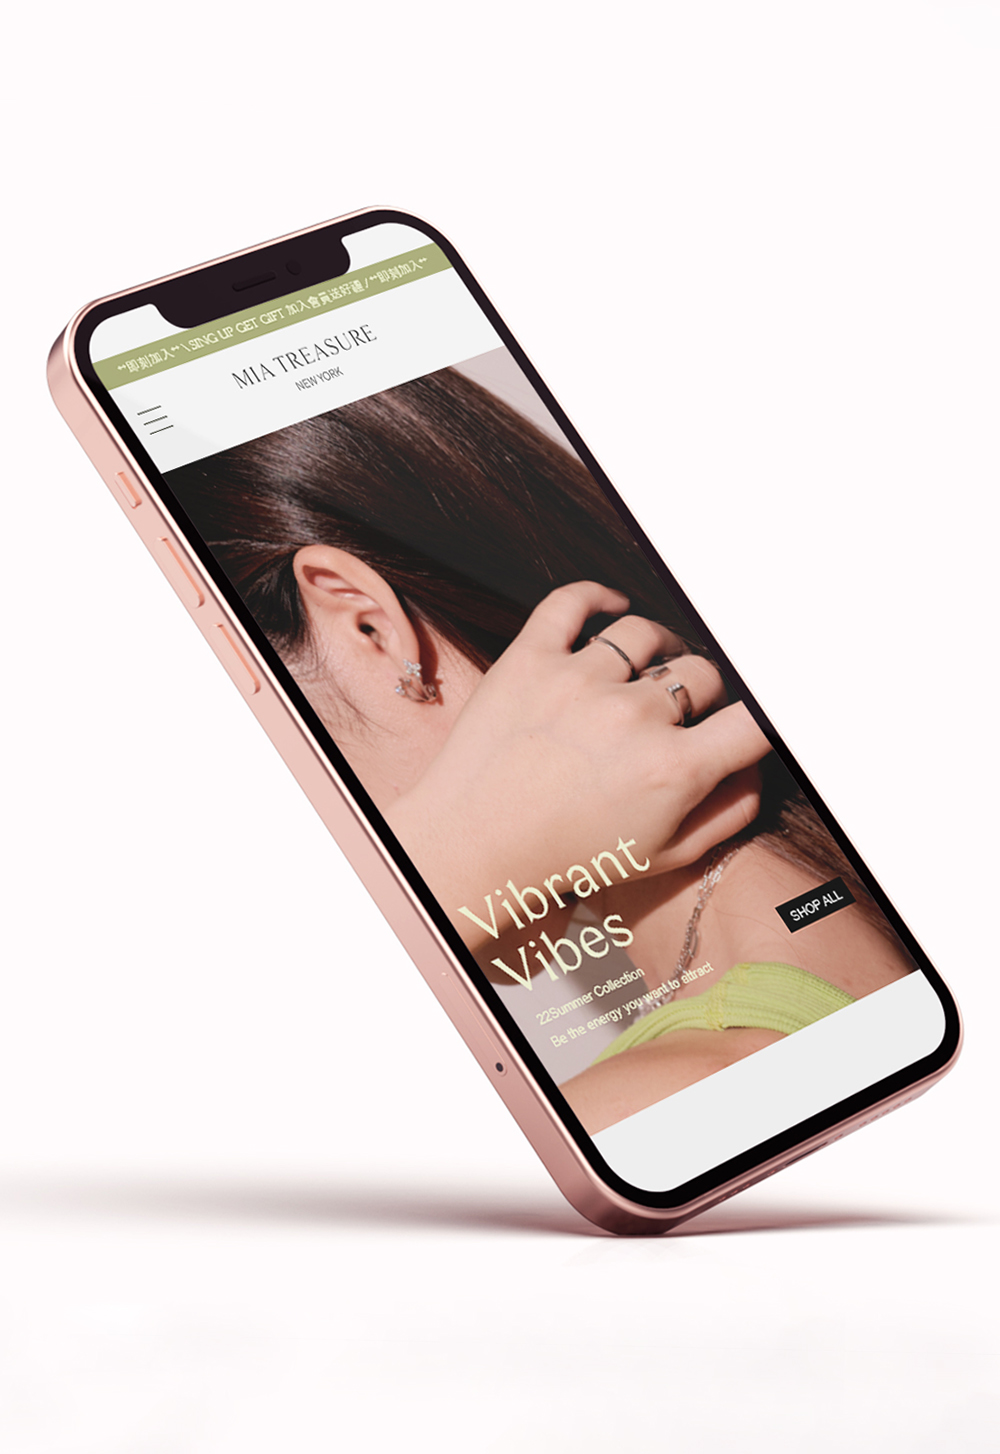 **即刻加入** \ SING UP GET GIFT 加入會員送好禮 / **即刻加入**
MIA TREASURE
NEW YORK
Vibrant
Vibes
22Summer Collection
Be the energy you want to attract
SHOP ALL